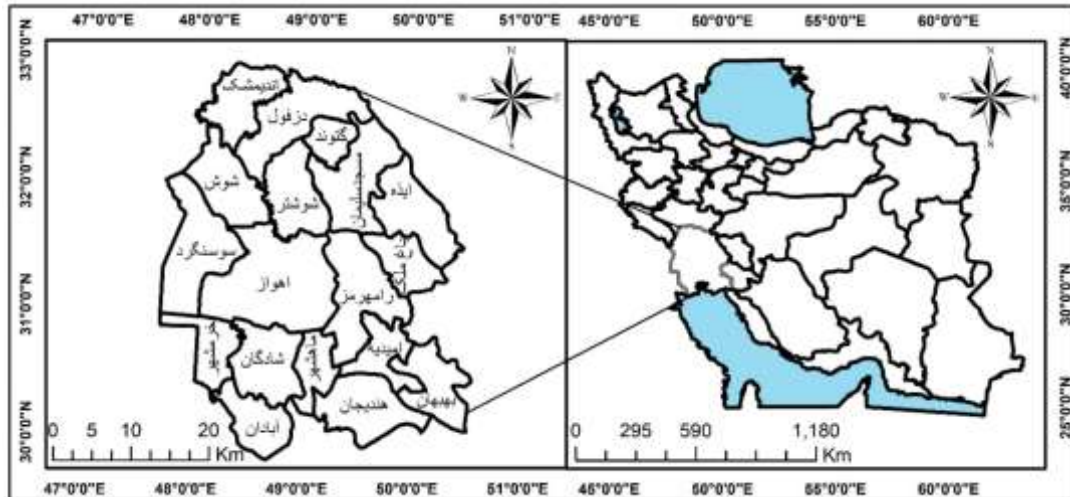 47°0'0"E 48°0'0"E 49°0'0"E 50°0'0"E 51°0'0"E
45°0'0"E 50°0'0"E 55°0'0"E 60°0'0"E
33°0'0"N
32°0'0"N
31°0'0"N
30°0'0"N
N
W
E
S
اندیمشک
دزفول
گتوند
شوش
شوشتر
مسجدسلیمان
ایذه
سوسنگرد
اهواز
باغ ملک
رامهرمز
خرمشهر
شادگان
ماهشهر
امیدیه
بهبهان
هندیجان
آبادان
0 5 10 20
Km
N
W
E
S
40°0'0"N
35°0'0"N
30°0'0"N
25°0'0"N
0 295 590 1,180
Km
47°0'0"E 48°0'0"E 49°0'0"E 50°0'0"E 51°0'0"E
45°0'0"E 50°0'0"E 55°0'0"E 60°0'0"E